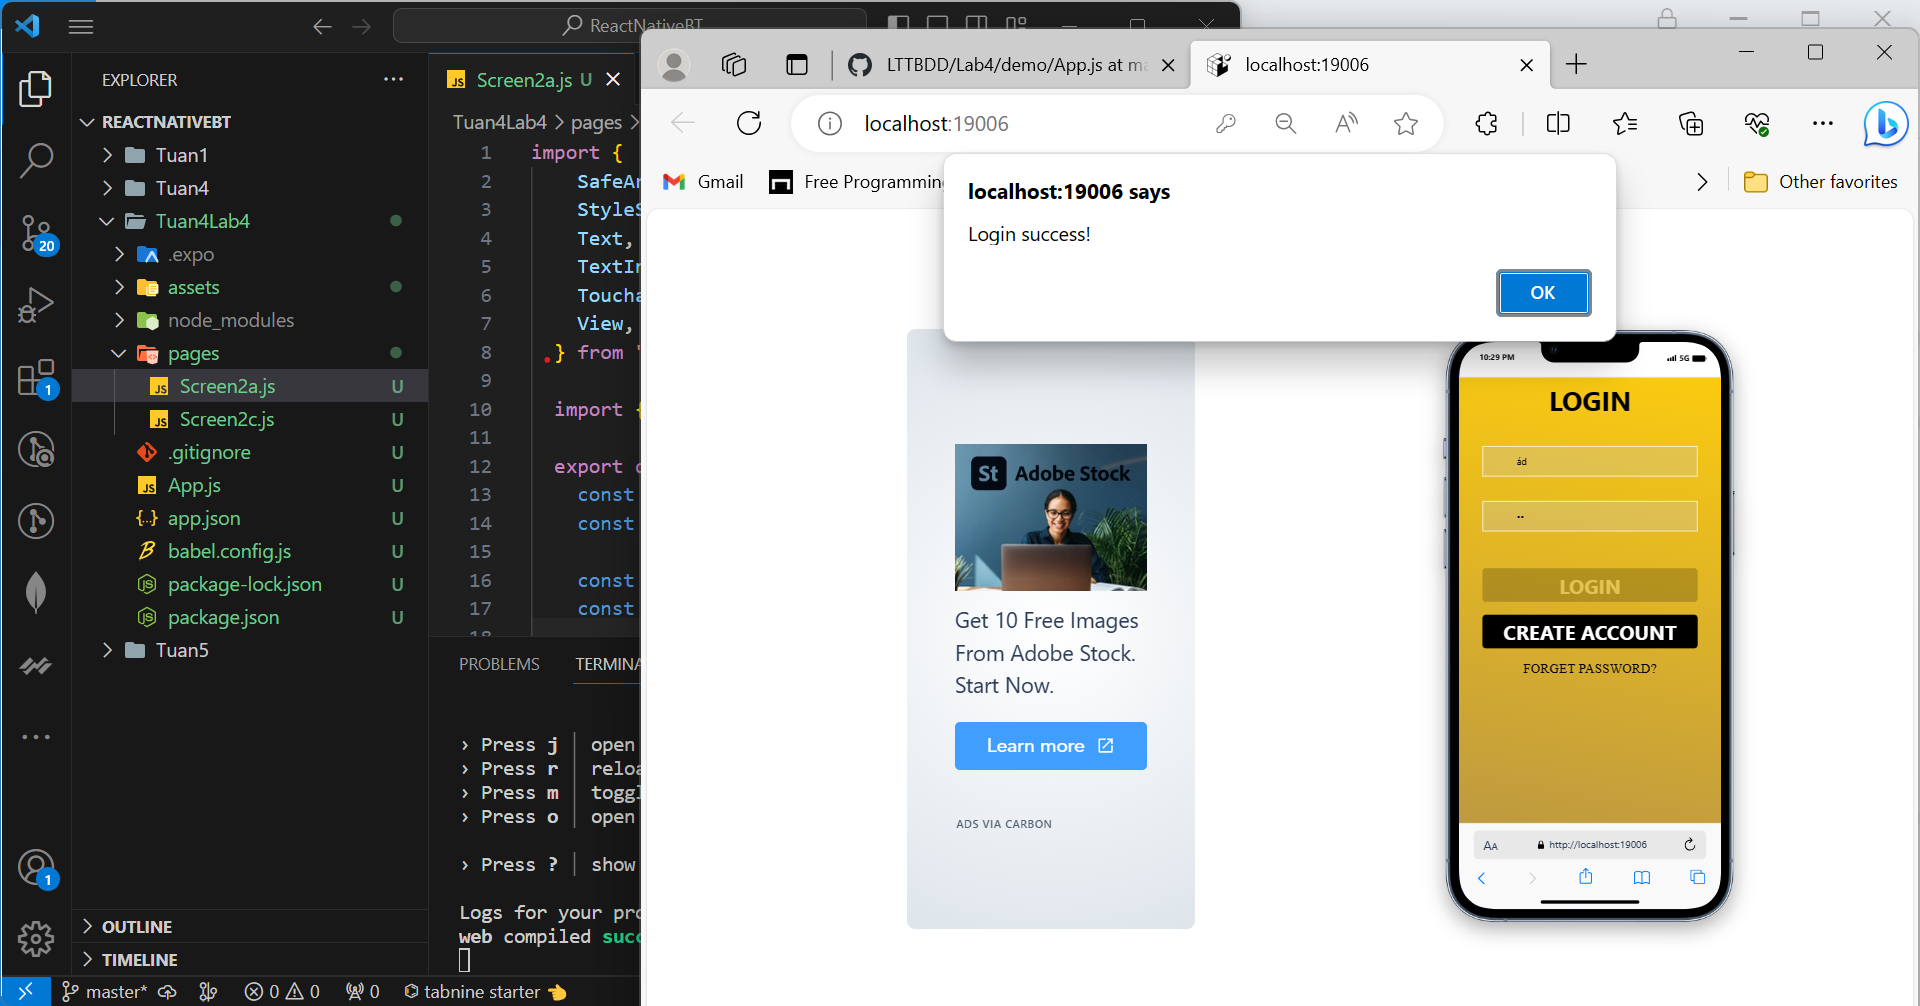 ReactNativeBT
EXPLORER
REACTNATIVEBT
Tuan1
Tuan4
Tuan4Lab4
.expo
assets
node_modules
pages
Screen2a.js U
Screen2c.js U
.gitignore U
App.js U
app.json U
babel.config.js U
package-lock.json U
package.json U
Tuan5
OUTLINE
TIMELINE
20
1
1
Screen2a.js U
Tuan4Lab4 > pages >
1 import {
2 SafeAr
3 StyleS
4 Text,
5 TextIn
6 Toucha
7 View,
8 } from '
9
10 import {
11
12 export d
13 const
14 const
15
16 const
17 const
18
PROBLEMS TERMINA
› Press j │ open
› Press r │ reloa
› Press m │ toggl
› Press o │ open
› Press ? │ show
Logs for your pro
web compiled succ
master* 0 0 0 tabnine starter
LTTBDD/Lab4/demo/App.js at ma
localhost:19006
localhost:19006
Gmail
Free Programmin
Other favorites
localhost:19006 says
Login success!
OK
St Adobe Stock
Get 10 Free Images
From Adobe Stock.
Start Now.
Learn more
ADS VIA CARBON
10:29 PM 5G
LOGIN
ád
••
LOGIN
CREATE ACCOUNT
FORGET PASSWORD?
AA http://localhost:19006